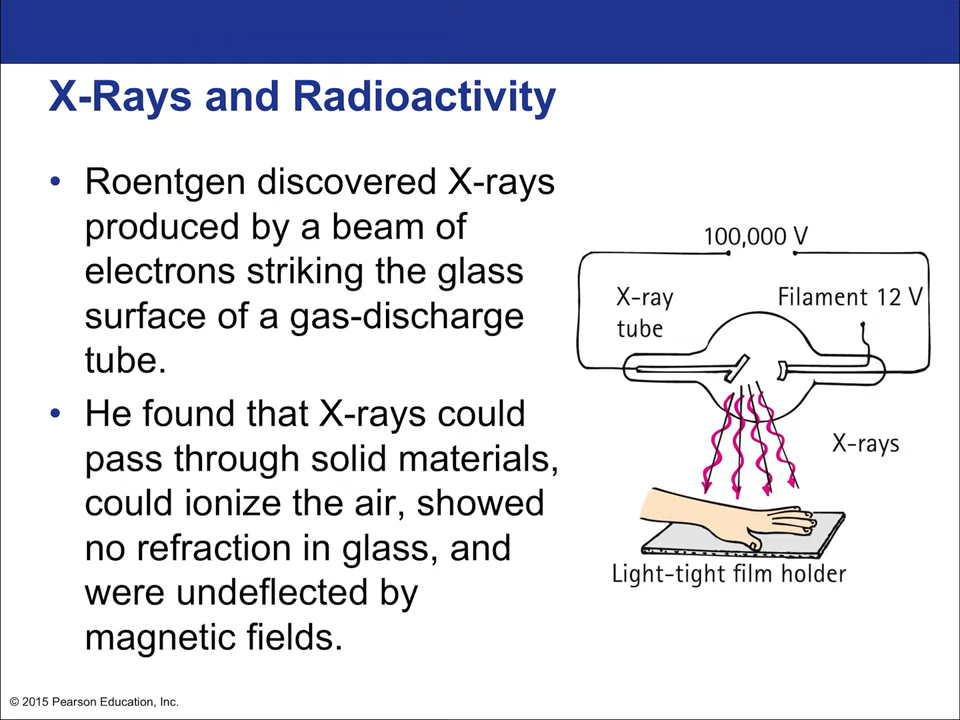 X-Rays and Radioactivity
• Roentgen discovered X-rays
produced by a beam of
electrons striking the glass
surface of a gas-discharge
tube.
• He found that X-rays could
pass through solid materials,
could ionize the air, showed
no refraction in glass, and
were undeflected by
magnetic fields.
100,000 V
X-ray
tube
Filament 12 V
X-rays
Light-tight film holder
© 2015 Pearson Education, Inc.